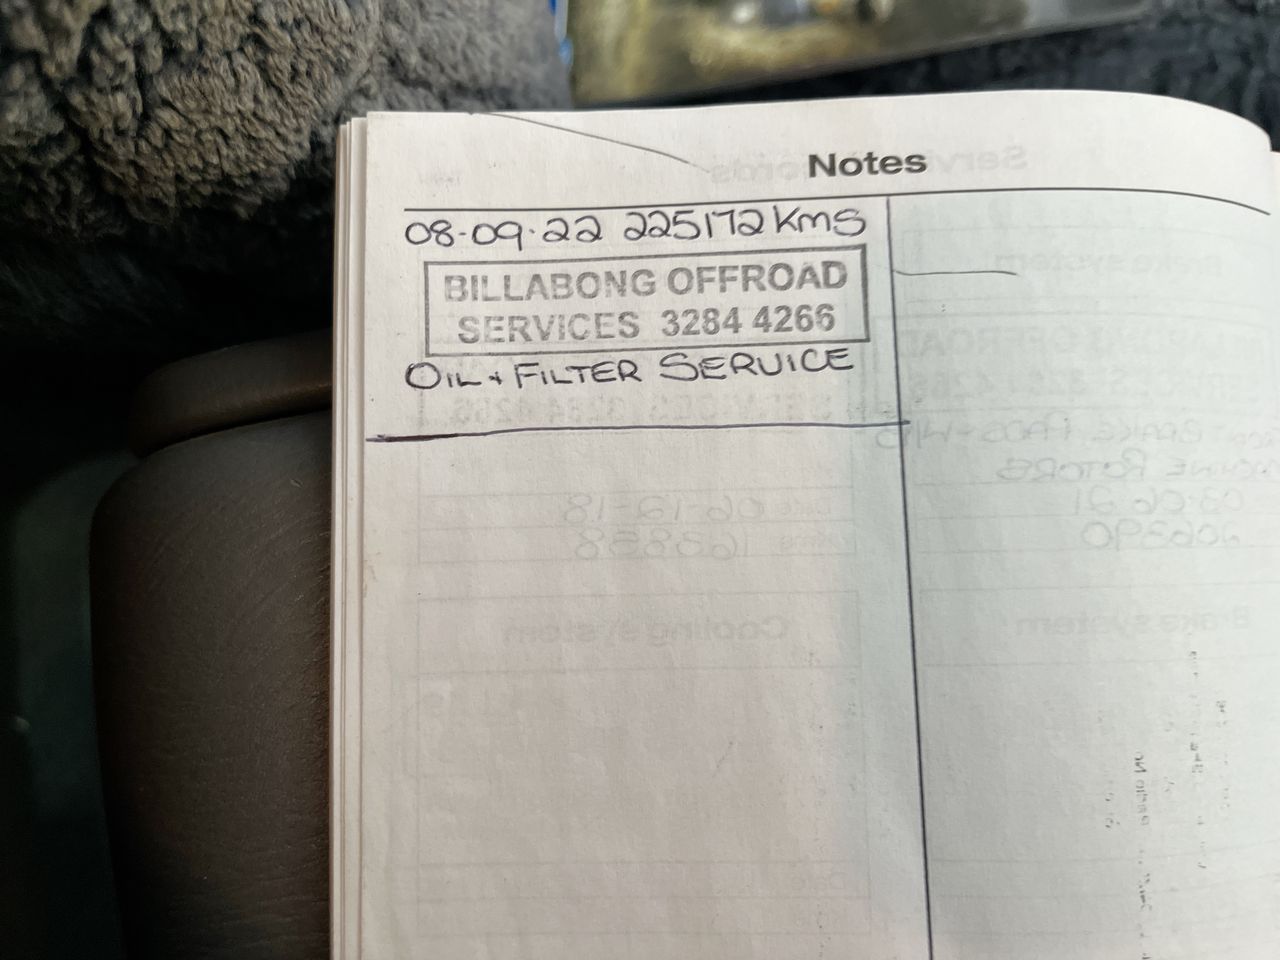 Notes
08·09·22 225172 Kms
BILLABONG OFFROAD
SERVICES 3284 4266
OIL + FILTER SERVICE